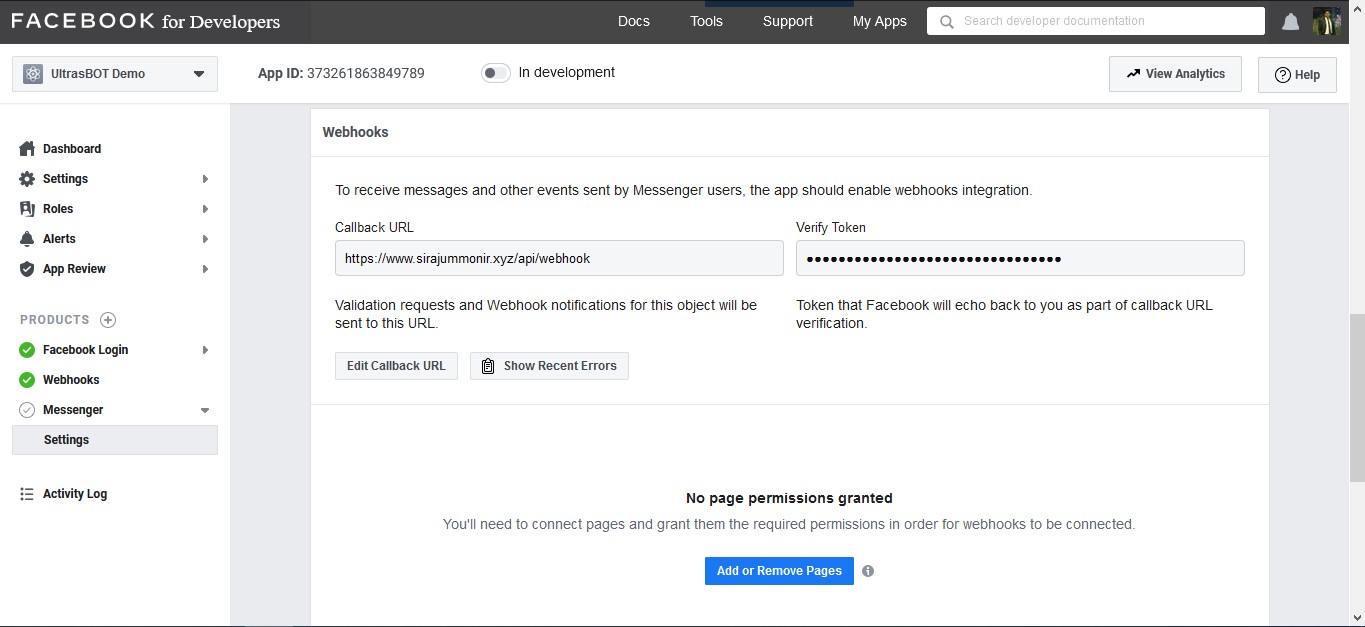 FACEBOOK for Developers
Docs
Tools
Support
My Apps
Search developer documentation
UltrasBOT Demo
App ID: 373261863849789
In development
View Analytics
Help
Dashboard
Settings
Roles
Alerts
App Review
PRODUCTS
Facebook Login
Webhooks
Messenger
Settings
Activity Log
Webhooks
To receive messages and other events sent by Messenger users, the app should enable webhooks integration.
Callback URL
Verify Token
https://www.sirajummonir.xyz/api/webhook
••••••••••••••••••••••••••••••••
Validation requests and Webhook notifications for this object will be
sent to this URL.
Token that Facebook will echo back to you as part of callback URL
verification.
Edit Callback URL
Show Recent Errors
No page permissions granted
You'll need to connect pages and grant them the required permissions in order for webhooks to be connected.
Add or Remove Pages